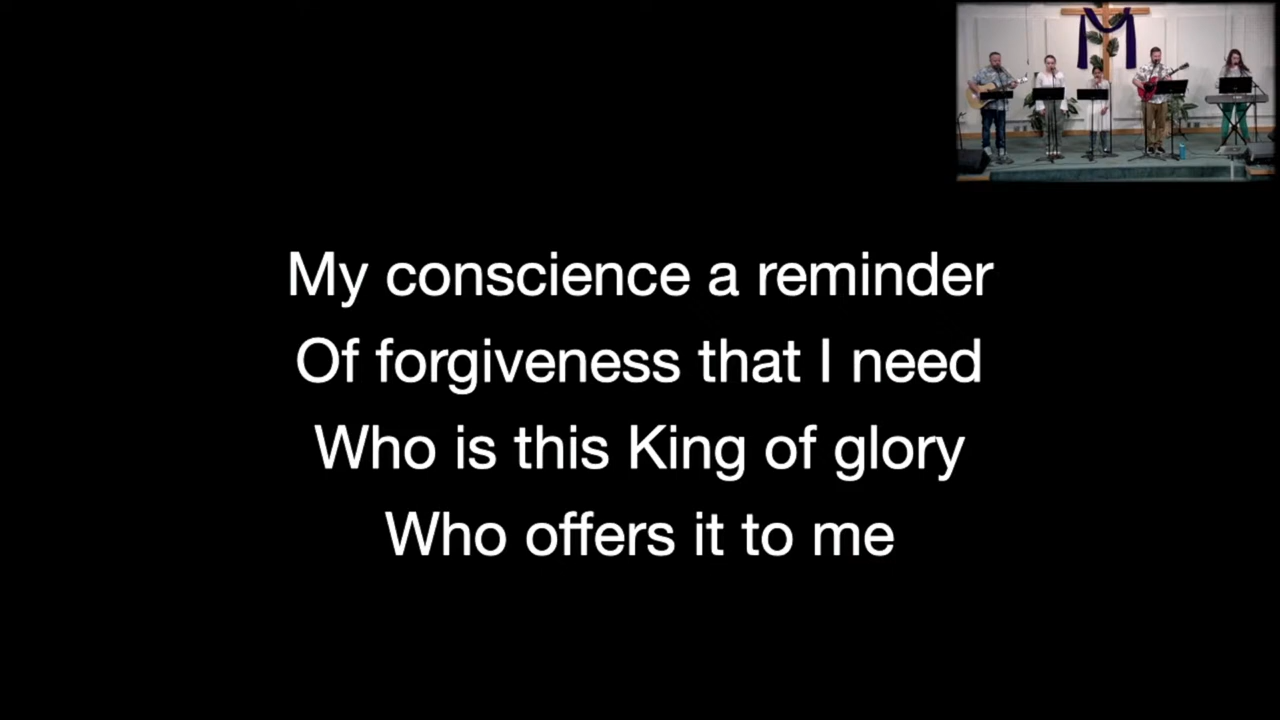 My conscience a reminder
Of forgiveness that I need
Who is this King of glory
Who offers it to me